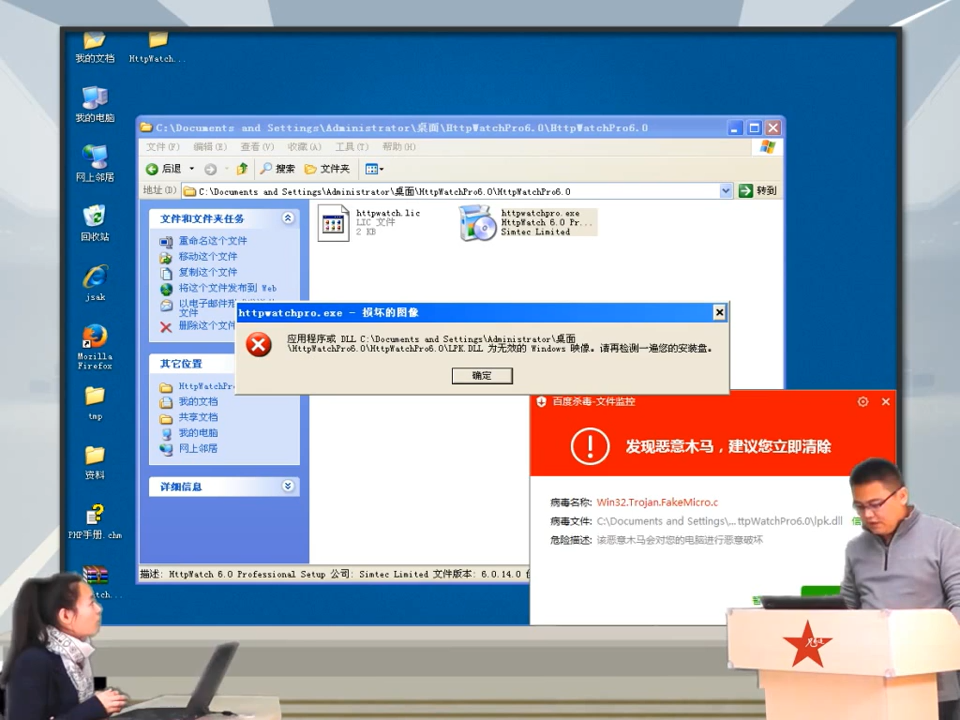 我的文档
HttpWatch...
我的电脑
网上邻居
回收站
jsak
Mozilla
Firefox
tmp
资料
PHP手册.chm
C:\Documents and Settings\Administrator\桌面\HttpWatchPro6.0\HttpWatchPro6.0
文件(F) 编辑(E) 查看(V) 收藏(A) 工具(T) 帮助(H)
后退 搜索 文件夹
地址(D) C:\Documents and Settings\Administrator\桌面\HttpWatchPro6.0\HttpWatchPro6.0 转到
文件和文件夹任务
重命名这个文件
移动这个文件
复制这个文件
将这个文件发布到 Web
以电子邮件形
文件
删除这个文件
其它位置
HttpWatchPr
我的文档
共享文档
我的电脑
网上邻居
详细信息
httpwatch.lic
LIC 文件
2 KB
httpwatchpro.exe
HttpWatch 6.0 Pr...
Simtec Limited
httpwatchpro.exe - 损坏的图像
应用程序或 DLL C:\Documents and Settings\Administrator\桌面
\HttpWatchPro6.0\HttpWatchPro6.0\LPK.DLL 为无效的 Windows 映像。请再检测一遍您的安装盘。
确定
描述: HttpWatch 6.0 Professional Setup 公司: Simtec Limited 文件版本: 6.0.14.0
百度杀毒-文件监控
发现恶意木马，建议您立即清除
病毒名称: Win32.Trojan.FakeMicro.c
病毒文件: C:\Documents and Settings\...ttpWatchPro6.0\lpk.dll
危险描述: 该恶意木马会对您的电脑进行恶意破坏